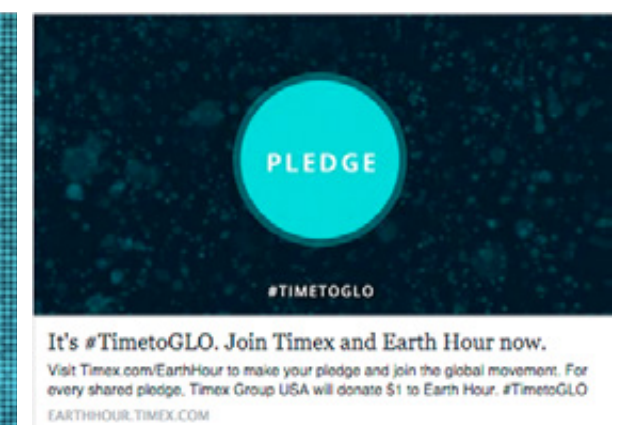 PLEDGE
#TIMETOGLO
It's #TimetoGLO. Join Timex and Earth Hour now.
Visit Timex.com/EarthHour to make your pledge and join the global movement. For
every shared pledge, Timex Group USA will donate $1 to Earth Hour. #TimetoGLO
EARTHHOUR.TIMEX.COM